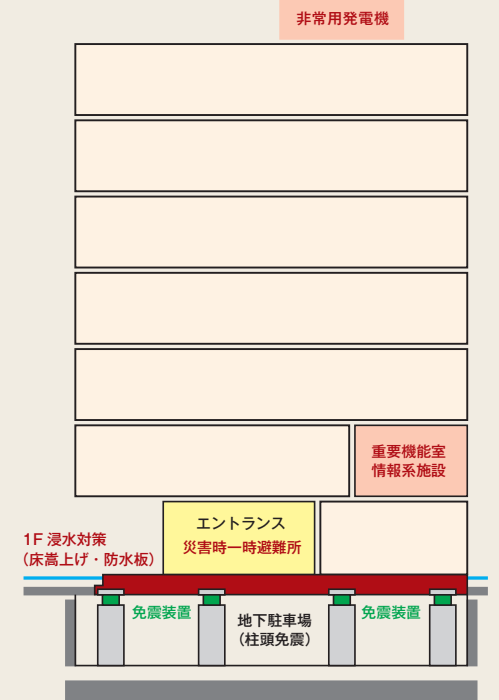 非常用発電機
重要機能室
情報系施設
エントランス
災害時一時避難所
1F 浸水対策
（床嵩上げ・防水板）
免震装置
地下駐車場
（柱頭免震）
免震装置